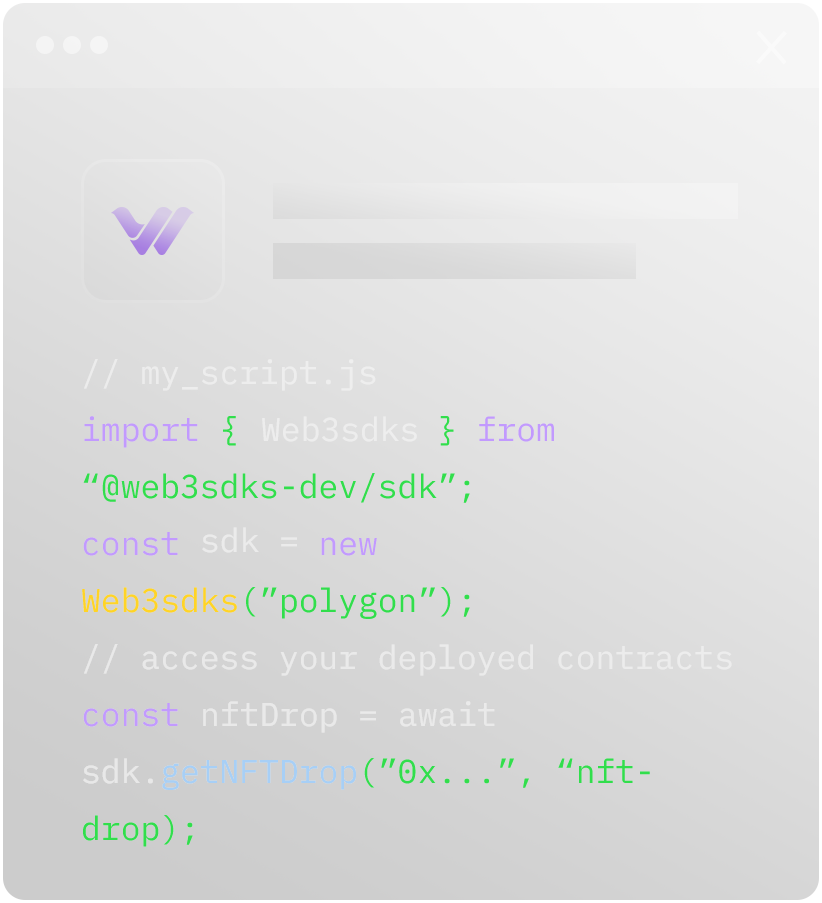 // my_script.js
import { Web3sdks } from
“@web3sdks-dev/sdk”;
const sdk = new
Web3sdks(”polygon”);
// access your deployed contracts
const nftDrop = await
sdk.getNFTDrop(”0x...”, “nft-
drop);